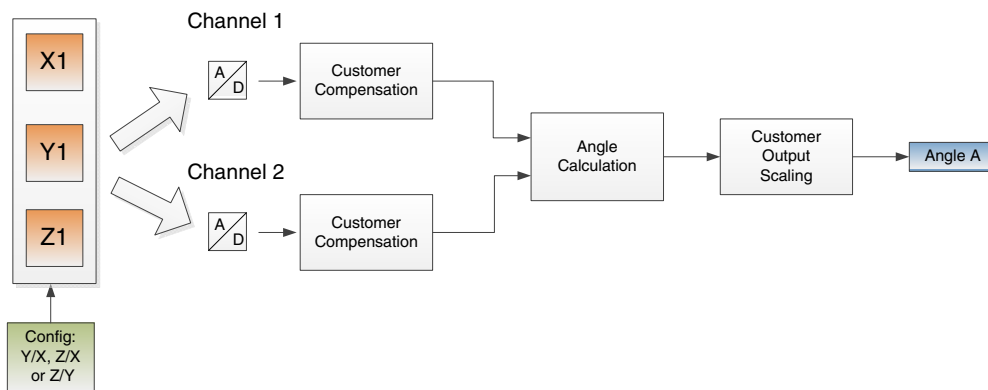 Channel 1
X1
Y1
Z1
A
D
Customer
Compensation
Channel 2
A
D
Customer
Compensation
Angle
Calculation
Customer
Output
Scaling
Angle A
Config:
Y/X, Z/X
or Z/Y